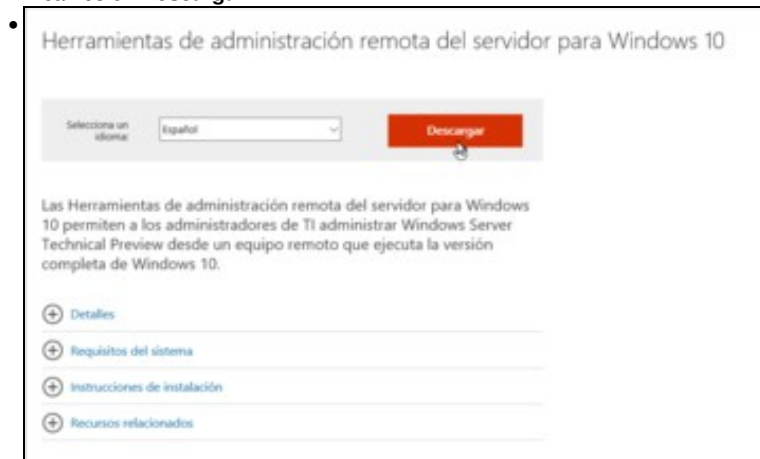 Herramientas de administración remota del servidor para Windows 10
Selecciona un
idioma:
Español
Descargar
Las Herramientas de administración remota del servidor para Windows
10 permiten a los administradores de TI administrar Windows Server
Technical Preview desde un equipo remoto que ejecuta la versión
completa de Windows 10.
Detalles
Requisitos del sistema
Instrucciones de instalación
Recursos relacionados